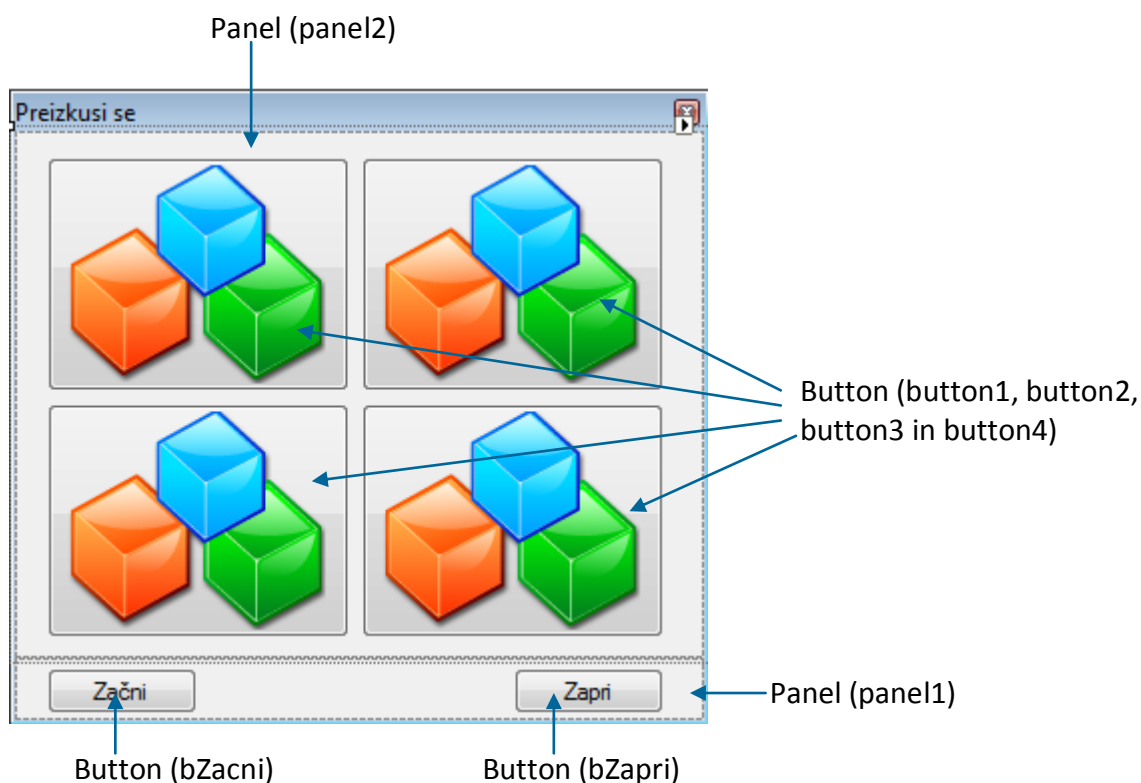 Panel (panel2)
Preizkusi se
Button (button1, button2,
button3 in button4)
Začni
Zapri
Panel (panel1)
Button (bZacni)
Button (bZapri)